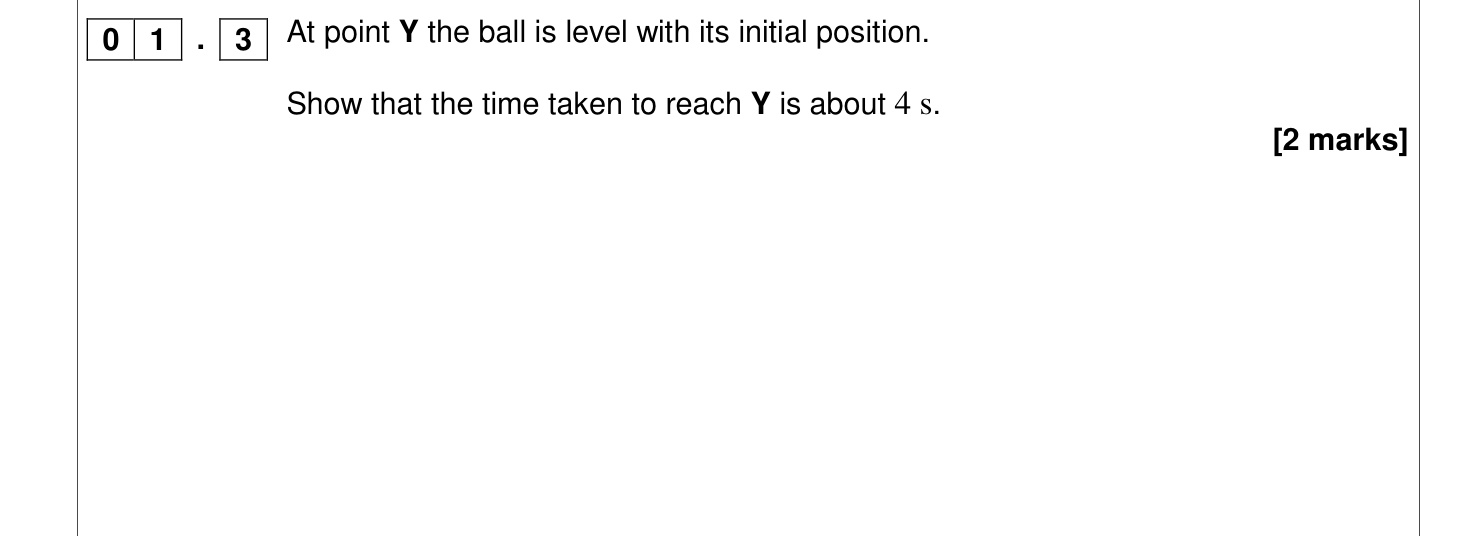 0 1 . 3 At point Y the ball is level with its initial position.
Show that the time taken to reach Y is about 4 s.
[2 marks]